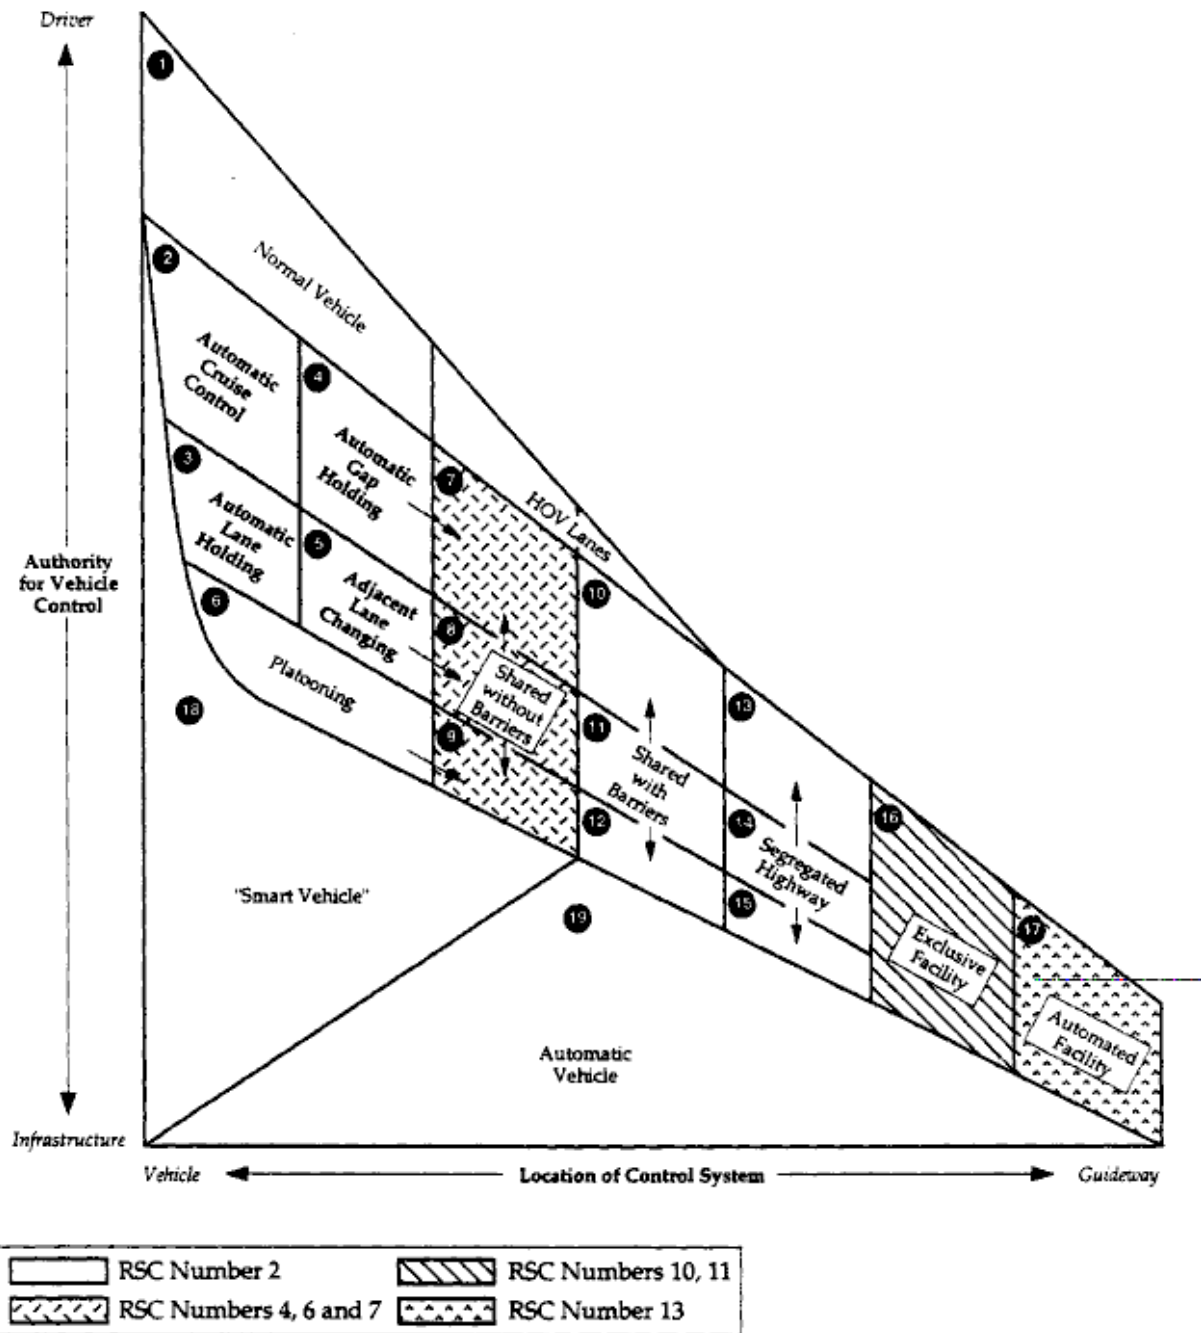 Driver
1
Normal Vehicle
2
Automatic
Cruise
Control
4
Automatic
Gap
Holding
3
Automatic
Lane
Holding
5
Adjacent
Lane
Changing
7
HOV Lanes
Authority
for Vehicle
Control
6
Platooning
8
Shared
without
Barriers
9
10
11
Shared
with
Barriers
12
13
14
Segregated
Highway
15
16
Exclusive
Facility
17
Automated
Facility
18
"Smart Vehicle"
19
Automatic
Vehicle
Infrastructure
Vehicle
Location of Control System
Guideway
RSC Number 2
RSC Numbers 10, 11
RSC Numbers 4, 6 and 7
RSC Number 13